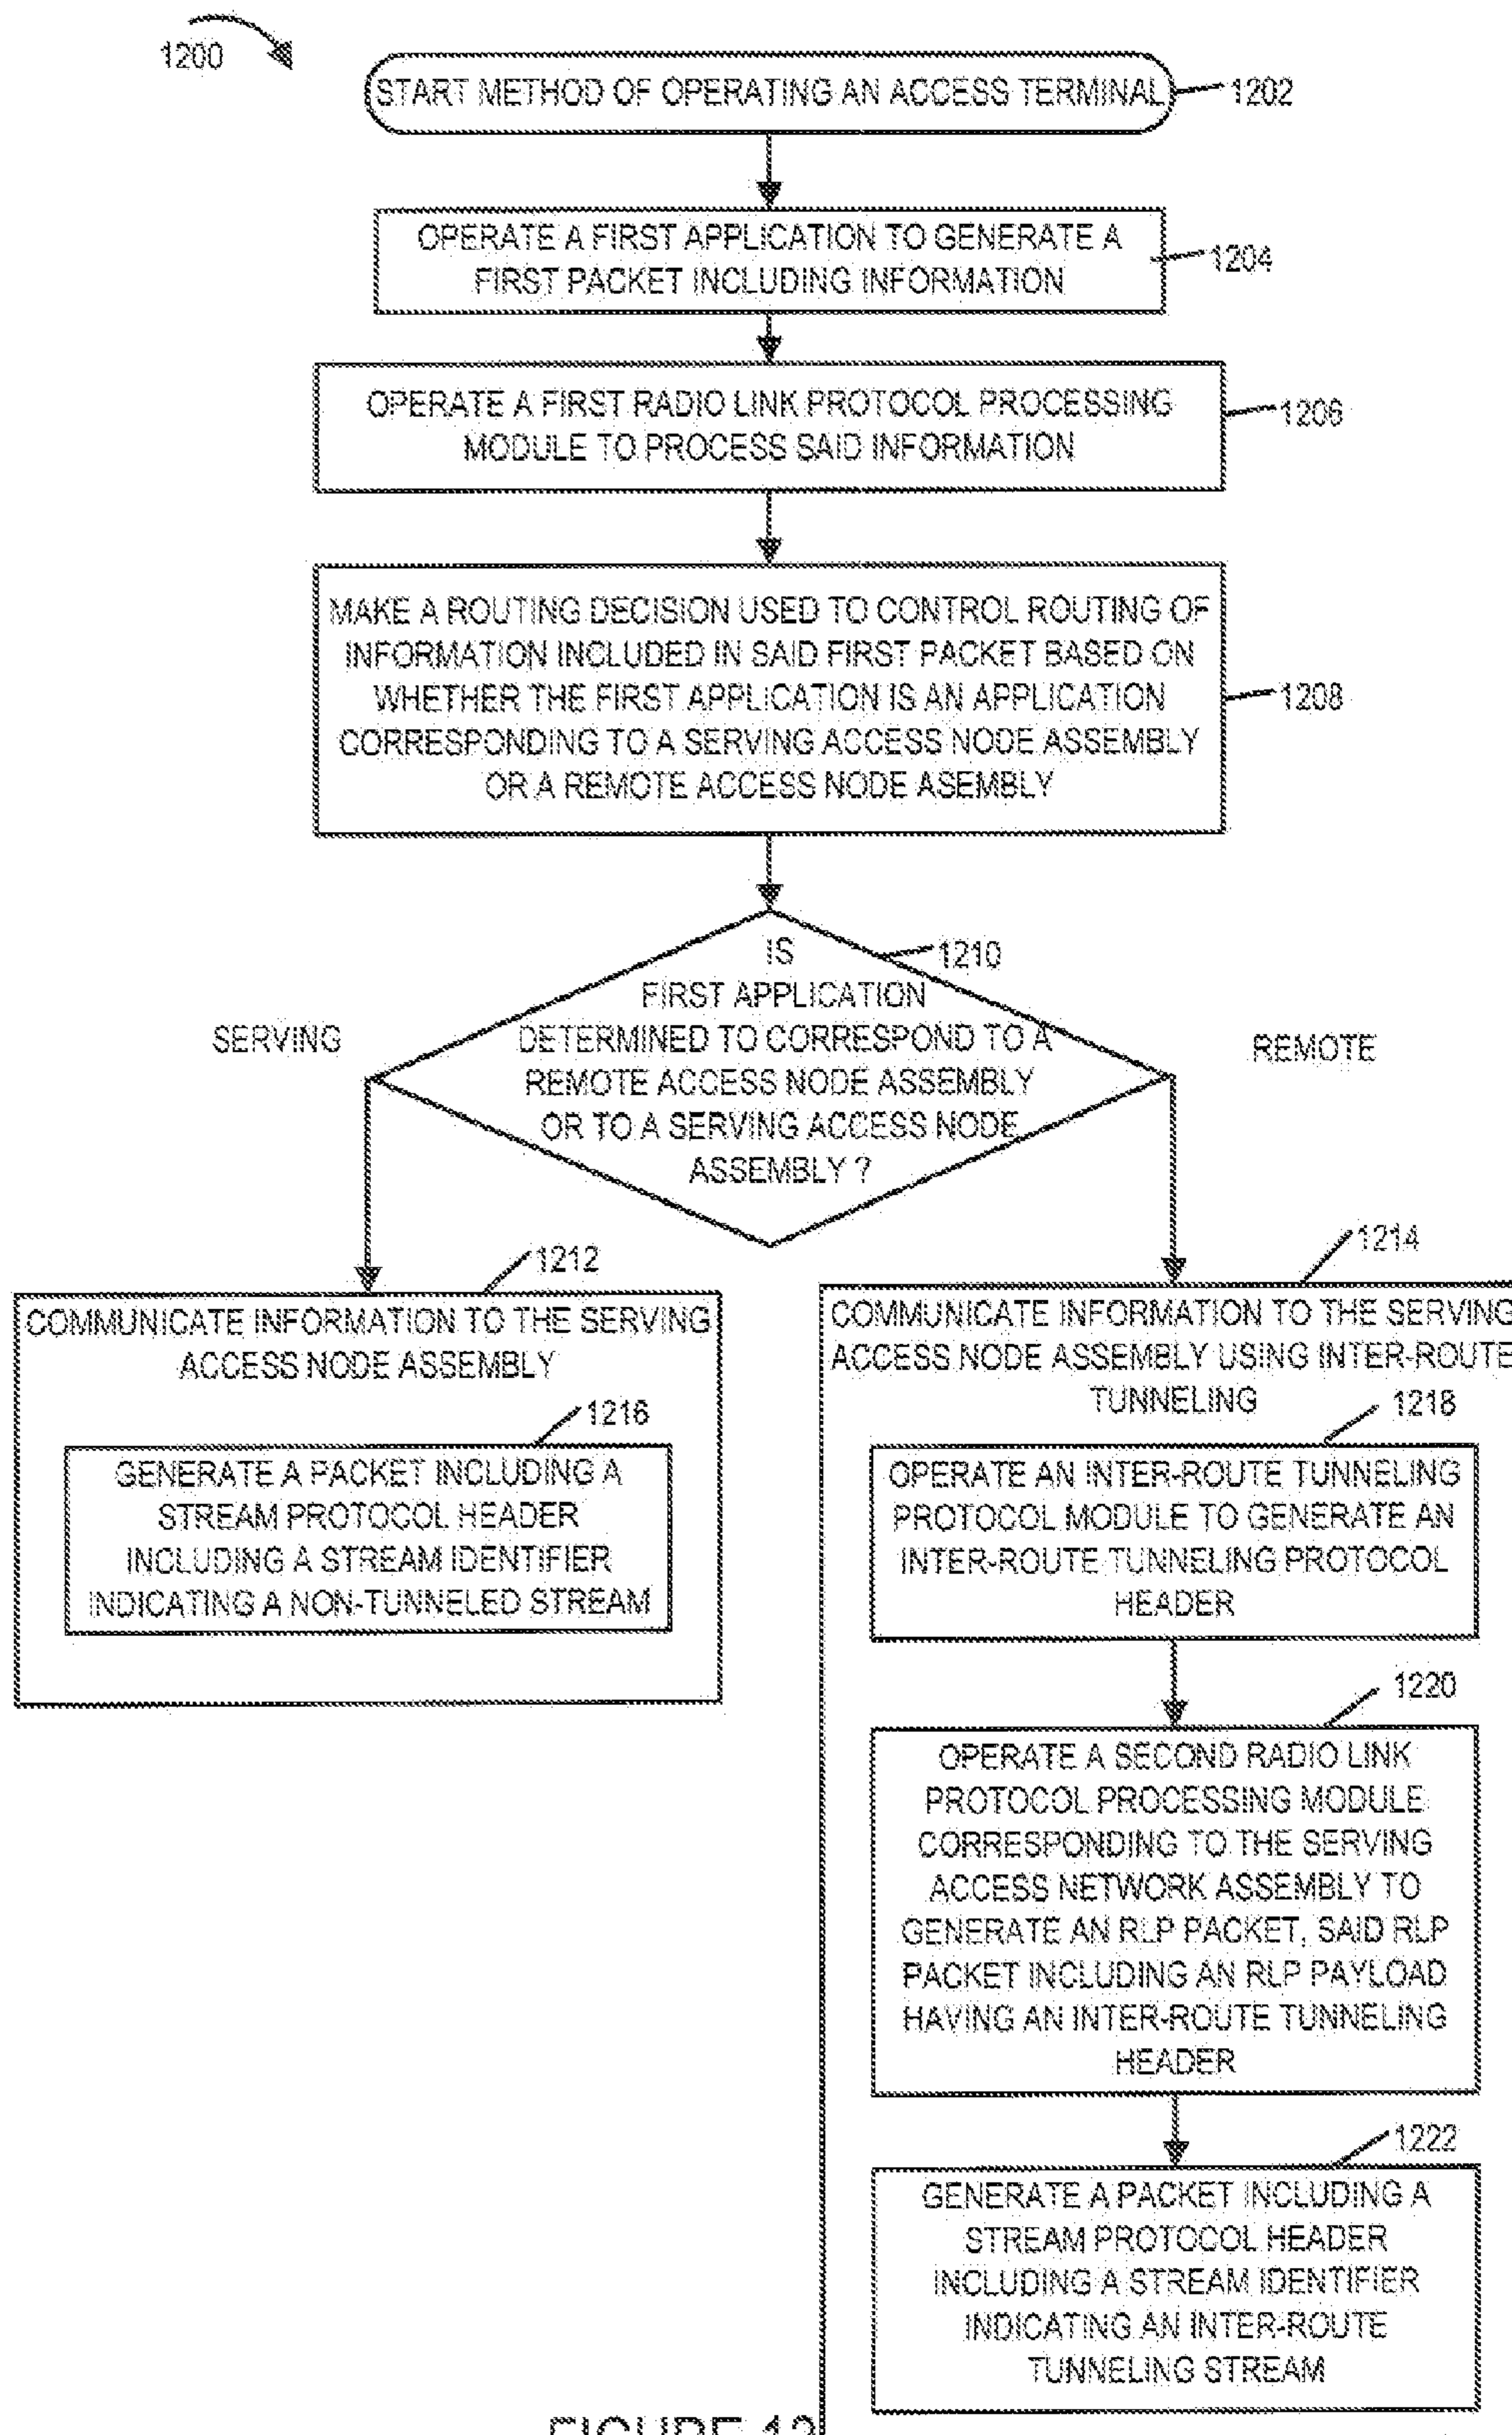 1200
START METHOD OF OPERATING AN ACCESS TERMINAL
1202
OPERATE A FIRST APPLICATION TO GENERATE A
FIRST PACKET INCLUDING INFORMATION
1204
OPERATE A FIRST RADIO LINK PROTOCOL PROCESSING
MODULE TO PROCESS SAID INFORMATION
1206
MAKE A ROUTING DECISION USED TO CONTROL ROUTING OF
INFORMATION INCLUDED IN SAID FIRST PACKET BASED ON
WHETHER THE FIRST APPLICATION IS AN APPLICATION
CORRESPONDING TO A SERVING ACCESS NODE ASSEMBLY
OR A REMOTE ACCESS NODE ASEMBLY
1208
IS
FIRST APPLICATION
DETERMINED TO CORRESPOND TO A
REMOTE ACCESS NODE ASSEMBLY
OR TO A SERVING ACCESS NODE
ASSEMBLY ?
1210
SERVING
REMOTE
1212
COMMUNICATE INFORMATION TO THE SERVING
ACCESS NODE ASSEMBLY
1216
GENERATE A PACKET INCLUDING A
STREAM PROTOCOL HEADER
INCLUDING A STREAM IDENTIFIER
INDICATING A NON-TUNNELED STREAM
1214
COMMUNICATE INFORMATION TO THE SERVING
ACCESS NODE ASSEMBLY USING INTER-ROUTE
TUNNELING
1218
OPERATE AN INTER-ROUTE TUNNELING
PROTOCOL MODULE TO GENERATE AN
INTER-ROUTE TUNNELING PROTOCOL
HEADER
1220
OPERATE A SECOND RADIO LINK
PROTOCOL PROCESSING MODULE
CORRESPONDING TO THE SERVING
ACCESS NETWORK ASSEMBLY TO
GENERATE AN RLP PACKET, SAID RLP
PACKET INCLUDING AN RLP PAYLOAD
HAVING AN INTER-ROUTE TUNNELING
HEADER
1222
GENERATE A PACKET INCLUDING A
STREAM PROTOCOL HEADER
INCLUDING A STREAM IDENTIFIER
INDICATING AN INTER-ROUTE
TUNNELING STREAM